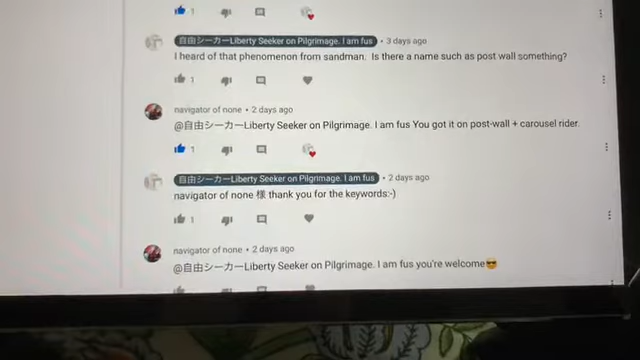 1
自由シーカーLiberty Seeker on Pilgrimage. I am fus • 3 days ago
I heard of that phenomenon from sandman. Is there a name such as post wall something?
1
navigator of none • 2 days ago
@自由シーカーLiberty Seeker on Pilgrimage. I am fus You got it on post-wall + carousel rider.
1
自由シーカーLiberty Seeker on Pilgrimage. I am fus • 2 days ago
navigator of none 様 thank you for the keywords:-)
1
navigator of none • 2 days ago
@自由シーカーLiberty Seeker on Pilgrimage. I am fus you're welcome😎